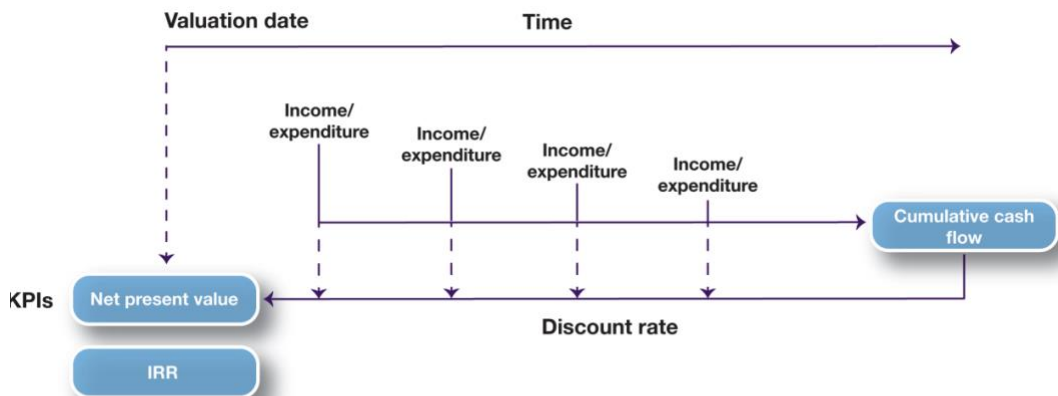 Valuation date
Time
Income/
expenditure
Income/
expenditure
Income/
expenditure
Income/
expenditure
Cumulative cash
flow
KPIs
Net present value
Discount rate
IRR